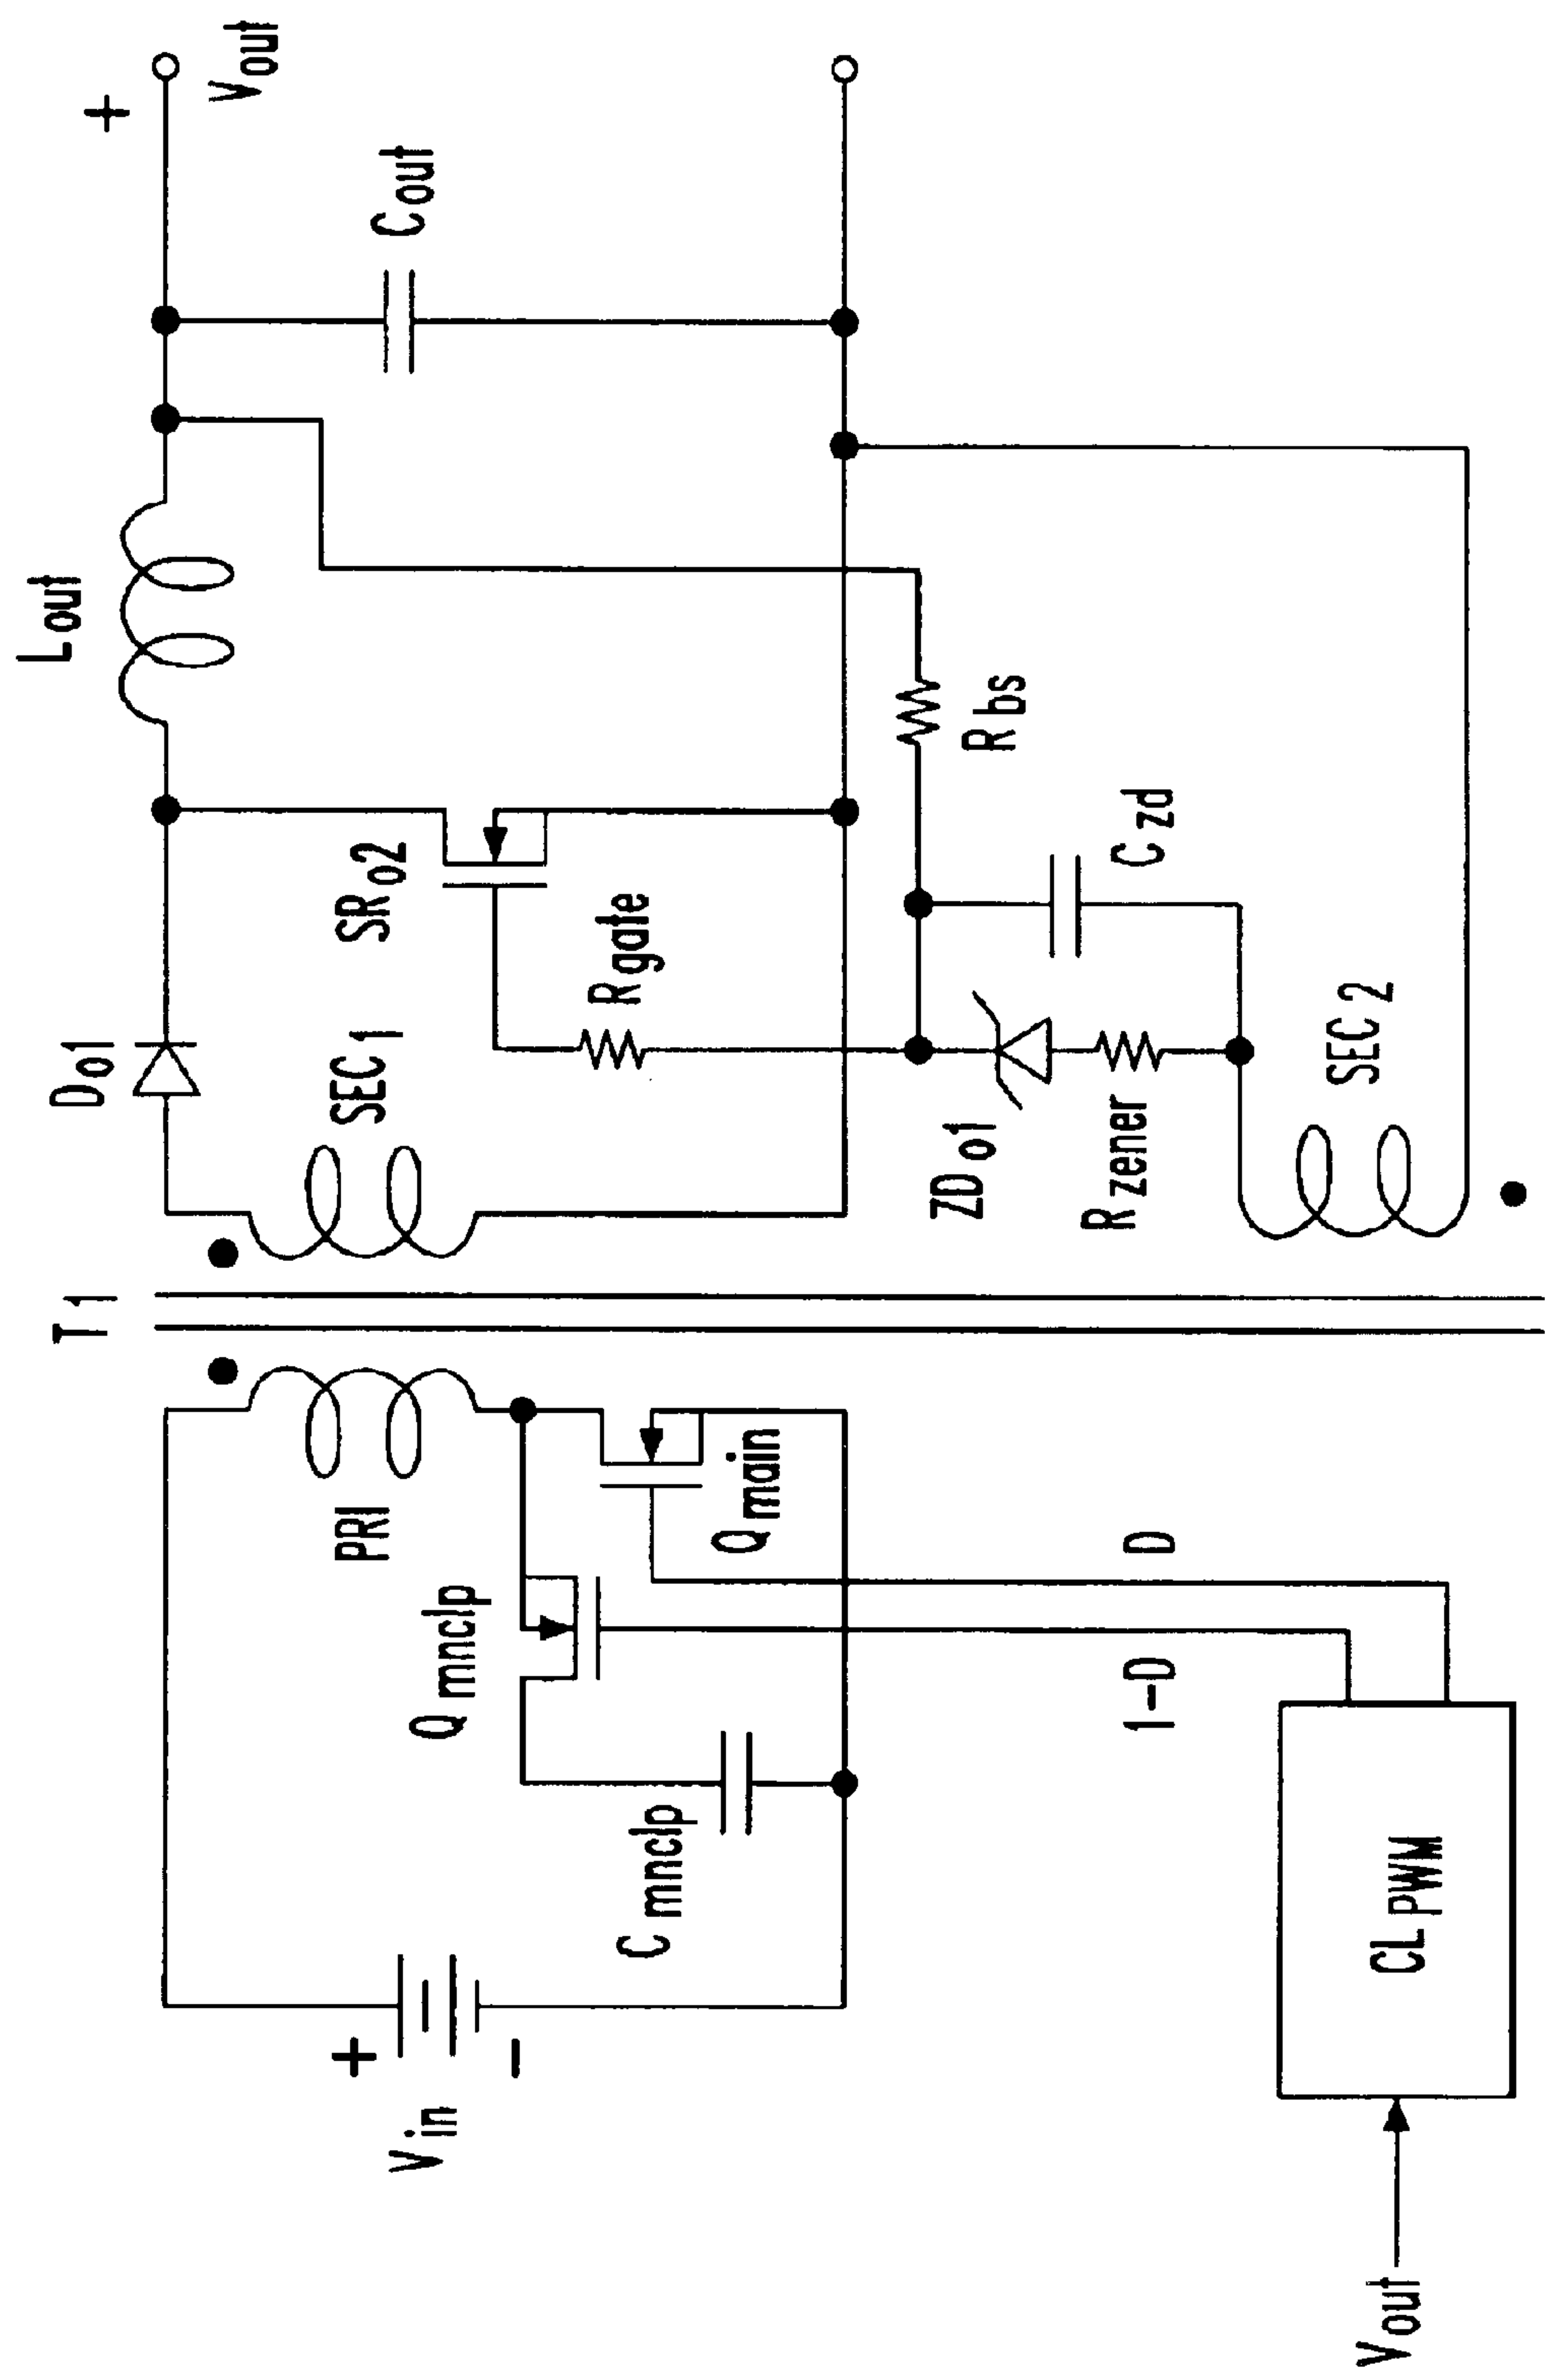 T1
Do1
Lout
+
Vout
SEC1
SRo2
Cout
PRI
Rgate
+
Vin
-
Qmnclp
Qmain
Cmnclp
ZDo1
Rbs
Rzener
Czd
1-D
D
SEC2
Vout
CLPWM